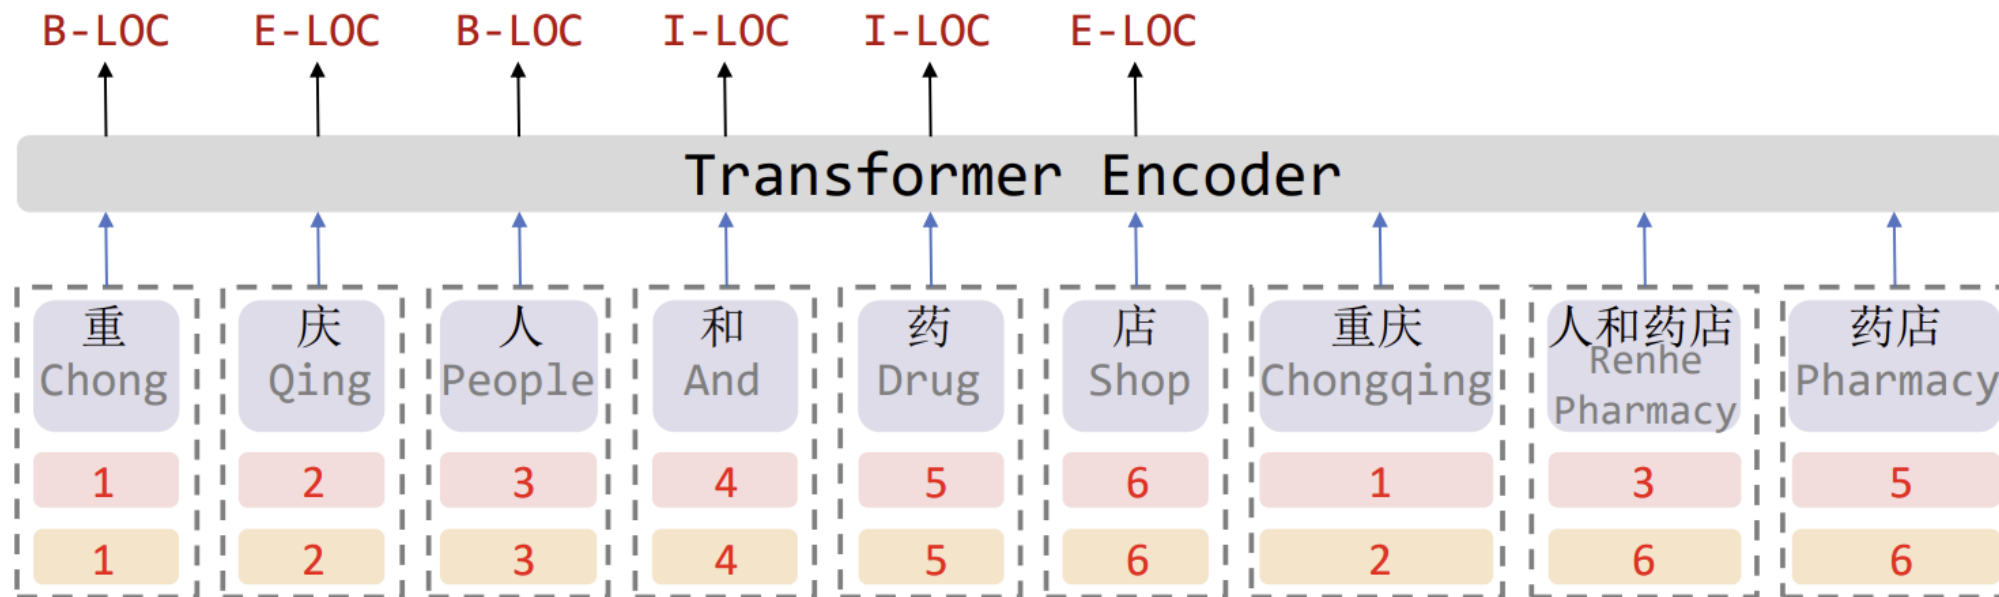 B-LOC E-LOC B-LOC I-LOC I-LOC E-LOC
Transformer Encoder
重 庆 人 和 药 店 重庆 人和药店 药店
Chong Qing People And Drug Shop Chongqing Renhe Pharmacy Pharmacy
1 2 3 4 5 6 1 3 5
1 2 3 4 5 6 2 6 6